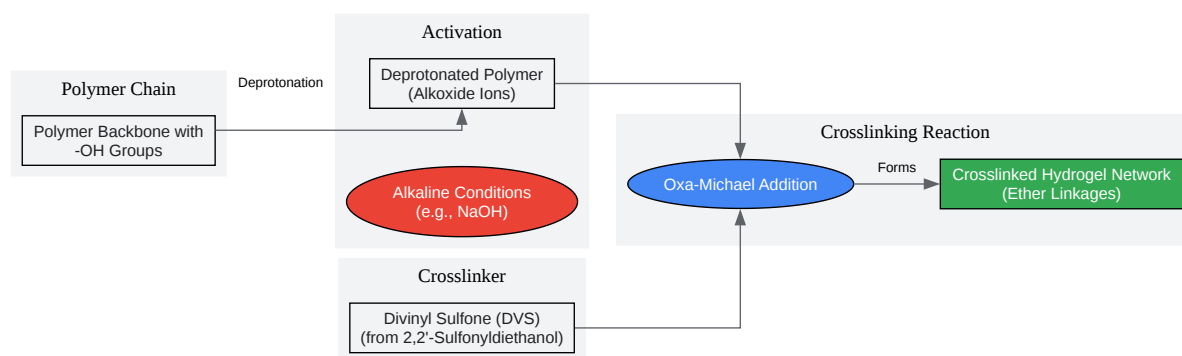 Polymer Chain
Polymer Backbone with
-OH Groups
Deprotonation
Activation
Deprotonated Polymer
(Alkoxide Ions)
Alkaline Conditions
(e.g., NaOH)
Crosslinker
Divinyl Sulfone (DVS)
(from 2,2'-Sulfonyldiethanol)
Crosslinking Reaction
Oxa-Michael Addition
Forms
Crosslinked Hydrogel Network
(Ether Linkages)